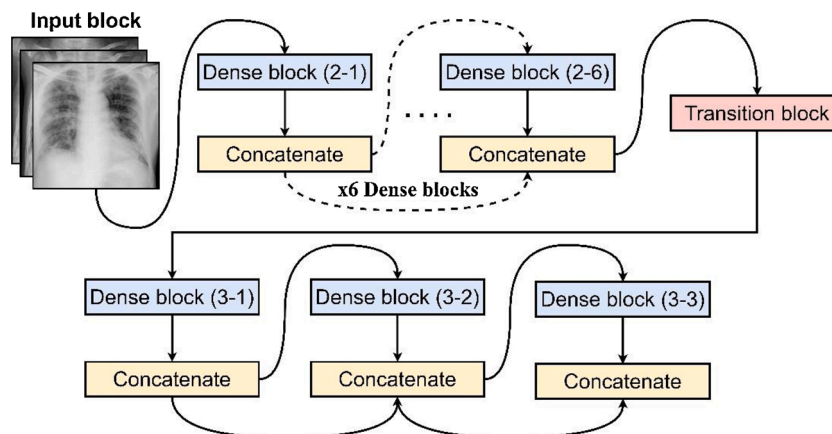 Input block
Dense block (2-1)
Dense block (2-6)
. . . .
Transition block
Concatenate
Concatenate
x6 Dense blocks
Dense block (3-1)
Dense block (3-2)
Dense block (3-3)
Concatenate
Concatenate
Concatenate